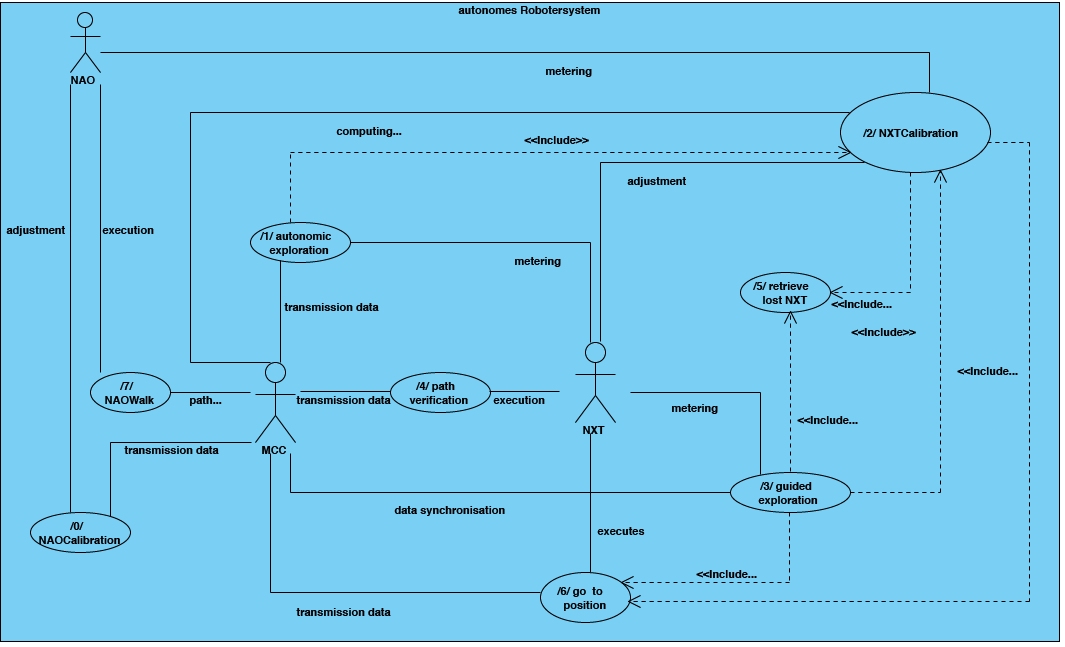 autonomes Robotersystem
NAO
metering
computing...
<<Include>>
/2/ NXTCalibration
adjustment
adjustment
execution
/1/ autonomic
exploration
metering
/5/ retrieve
lost NXT
<<Include...
transmission data
<<Include>>
<<Include...
/7/
NAOWalk
path...
transmission data
/4/ path
verification
execution
metering
<<Include...
NXT
transmission data
MCC
/3/ guided
exploration
data synchronisation
/0/
NAOCalibration
executes
<<Include...
/6/ go  to
position
transmission data